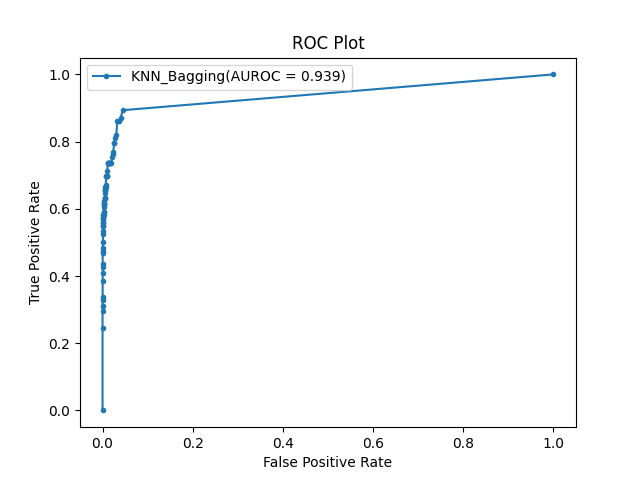 ROC Plot
KNN_Bagging(AUROC = 0.939)
1.0
0.8
0.6
0.4
0.2
0.0
True Positive Rate
0.0 0.2 0.4 0.6 0.8 1.0
False Positive Rate